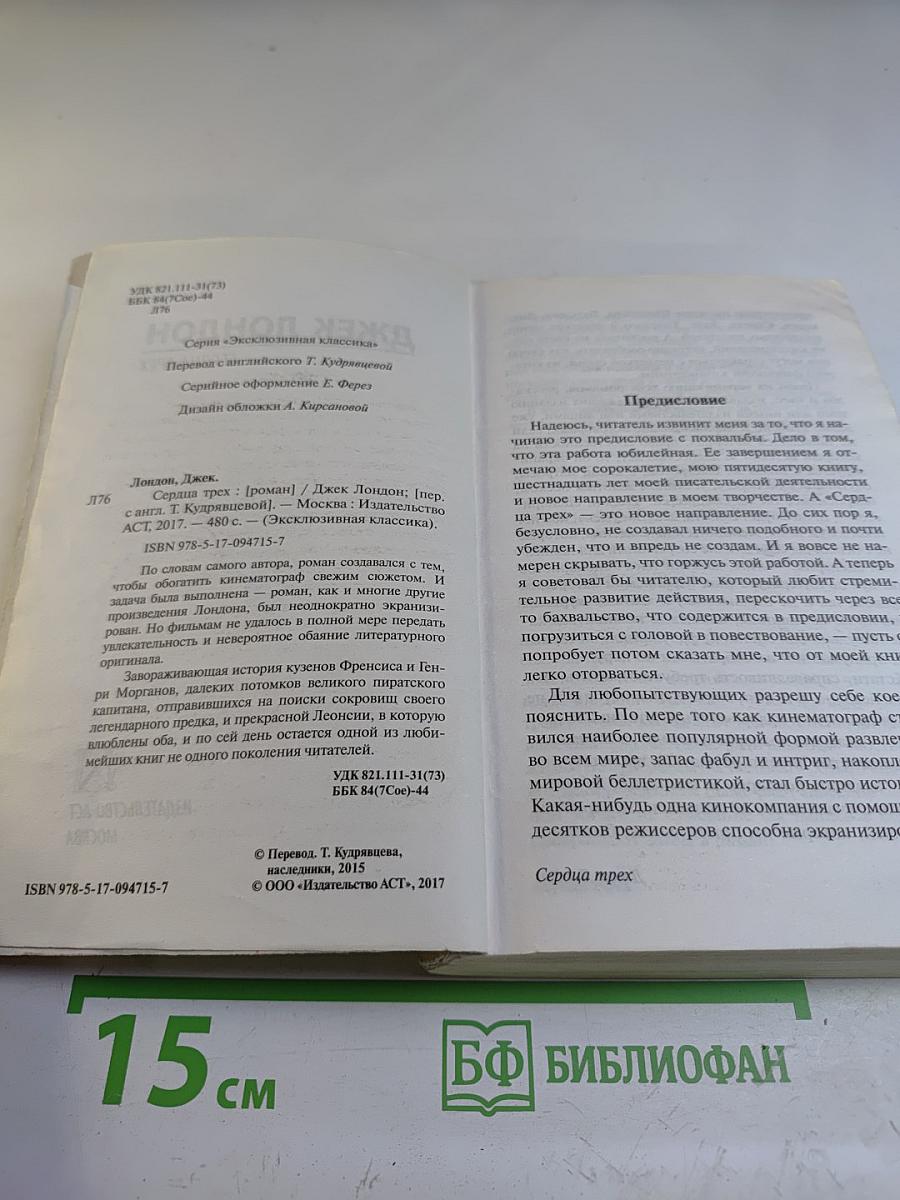 УДК 821.111-31(73)
ББК 84(7Сое)-44
Л76
Серия «Эксклюзивная классика»
Перевод с английского Т. Кудрявцевой
Серийное оформление Е. Ферез
Дизайн обложки А. Кирсановой
Лондон, Джек.
Л76 Сердца трех : [роман] / Джек Лондон; [пер.
с англ. Т. Кудрявцевой]. — Москва : Издательство
АСТ, 2017. — 480 с. — (Эксклюзивная классика).
ISBN 978-5-17-094715-7
По словам самого автора, роман создавался с тем,
чтобы обогатить кинематограф свежим сюжетом. И
задача была выполнена — роман, как и многие другие
произведения Лондона, был неоднократно экранизи-
рован. Но фильмам не удалось в полной мере передать
увлекательность и невероятное обаяние литературного
оригинала.
Завораживающая история кузенов Френсиса и Ген-
ри Морганов, далеких потомков великого пиратского
капитана, отправившихся на поиски сокровищ своего
легендарного предка, и прекрасной Леонсии, в которую
влюблены оба, и по сей день остается одной из люби-
мейших книг не одного поколения читателей.
УДК 821.111-31(73)
ББК 84(7Сое)-44
© Перевод. Т. Кудрявцева,
наследники, 2015
ISBN 978-5-17-094715-7
© ООО «Издательство АСТ», 2017
Предисловие
Надеюсь, читатель извинит меня за то, что я на-
чинаю это предисловие с похвальбы. Дело в том,
что эта работа юбилейная. Ее завершением я от-
мечаю мое сорокалетие, мою пятидесятую книгу,
шестнадцать лет моей писательской деятельности
и новое направление в моем творчестве. А «Серд-
ца трех» — это новое направление. До сих пор я,
безусловно, не создавал ничего подобного и почти
убежден, что и впредь не создам. И я вовсе не на-
мерен скрывать, что горжусь этой работой. А теперь
я советовал бы читателю, который любит стреми-
тельное развитие действия, перескочить через все
то бахвальство, что содержится в предисловии,
погрузиться с головой в повествование, — пусть
попробует потом сказать мне, что от моей кни
легко оторваться.
Для любопытствующих разрешу себе кое
пояснить. По мере того как кинематограф ст
вился наиболее популярной формой развлеч
во всем мире, запас фабул и интриг, накопл
мировой беллетристикой, стал быстро исто
Какая-нибудь одна кинокомпания с помощ
десятков режиссеров способна экранизиро
Сердца трех
15 см
БФ БИБЛИОФАН